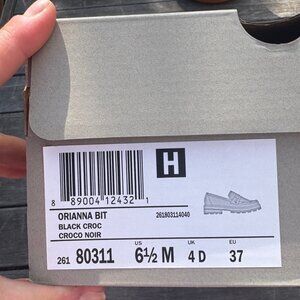 H
8 89004 12432 1
ORIANNA BIT
261803114040
BLACK CROC
CROCO NOIR
US UK EU
261 80311 6½ M 4 D 37